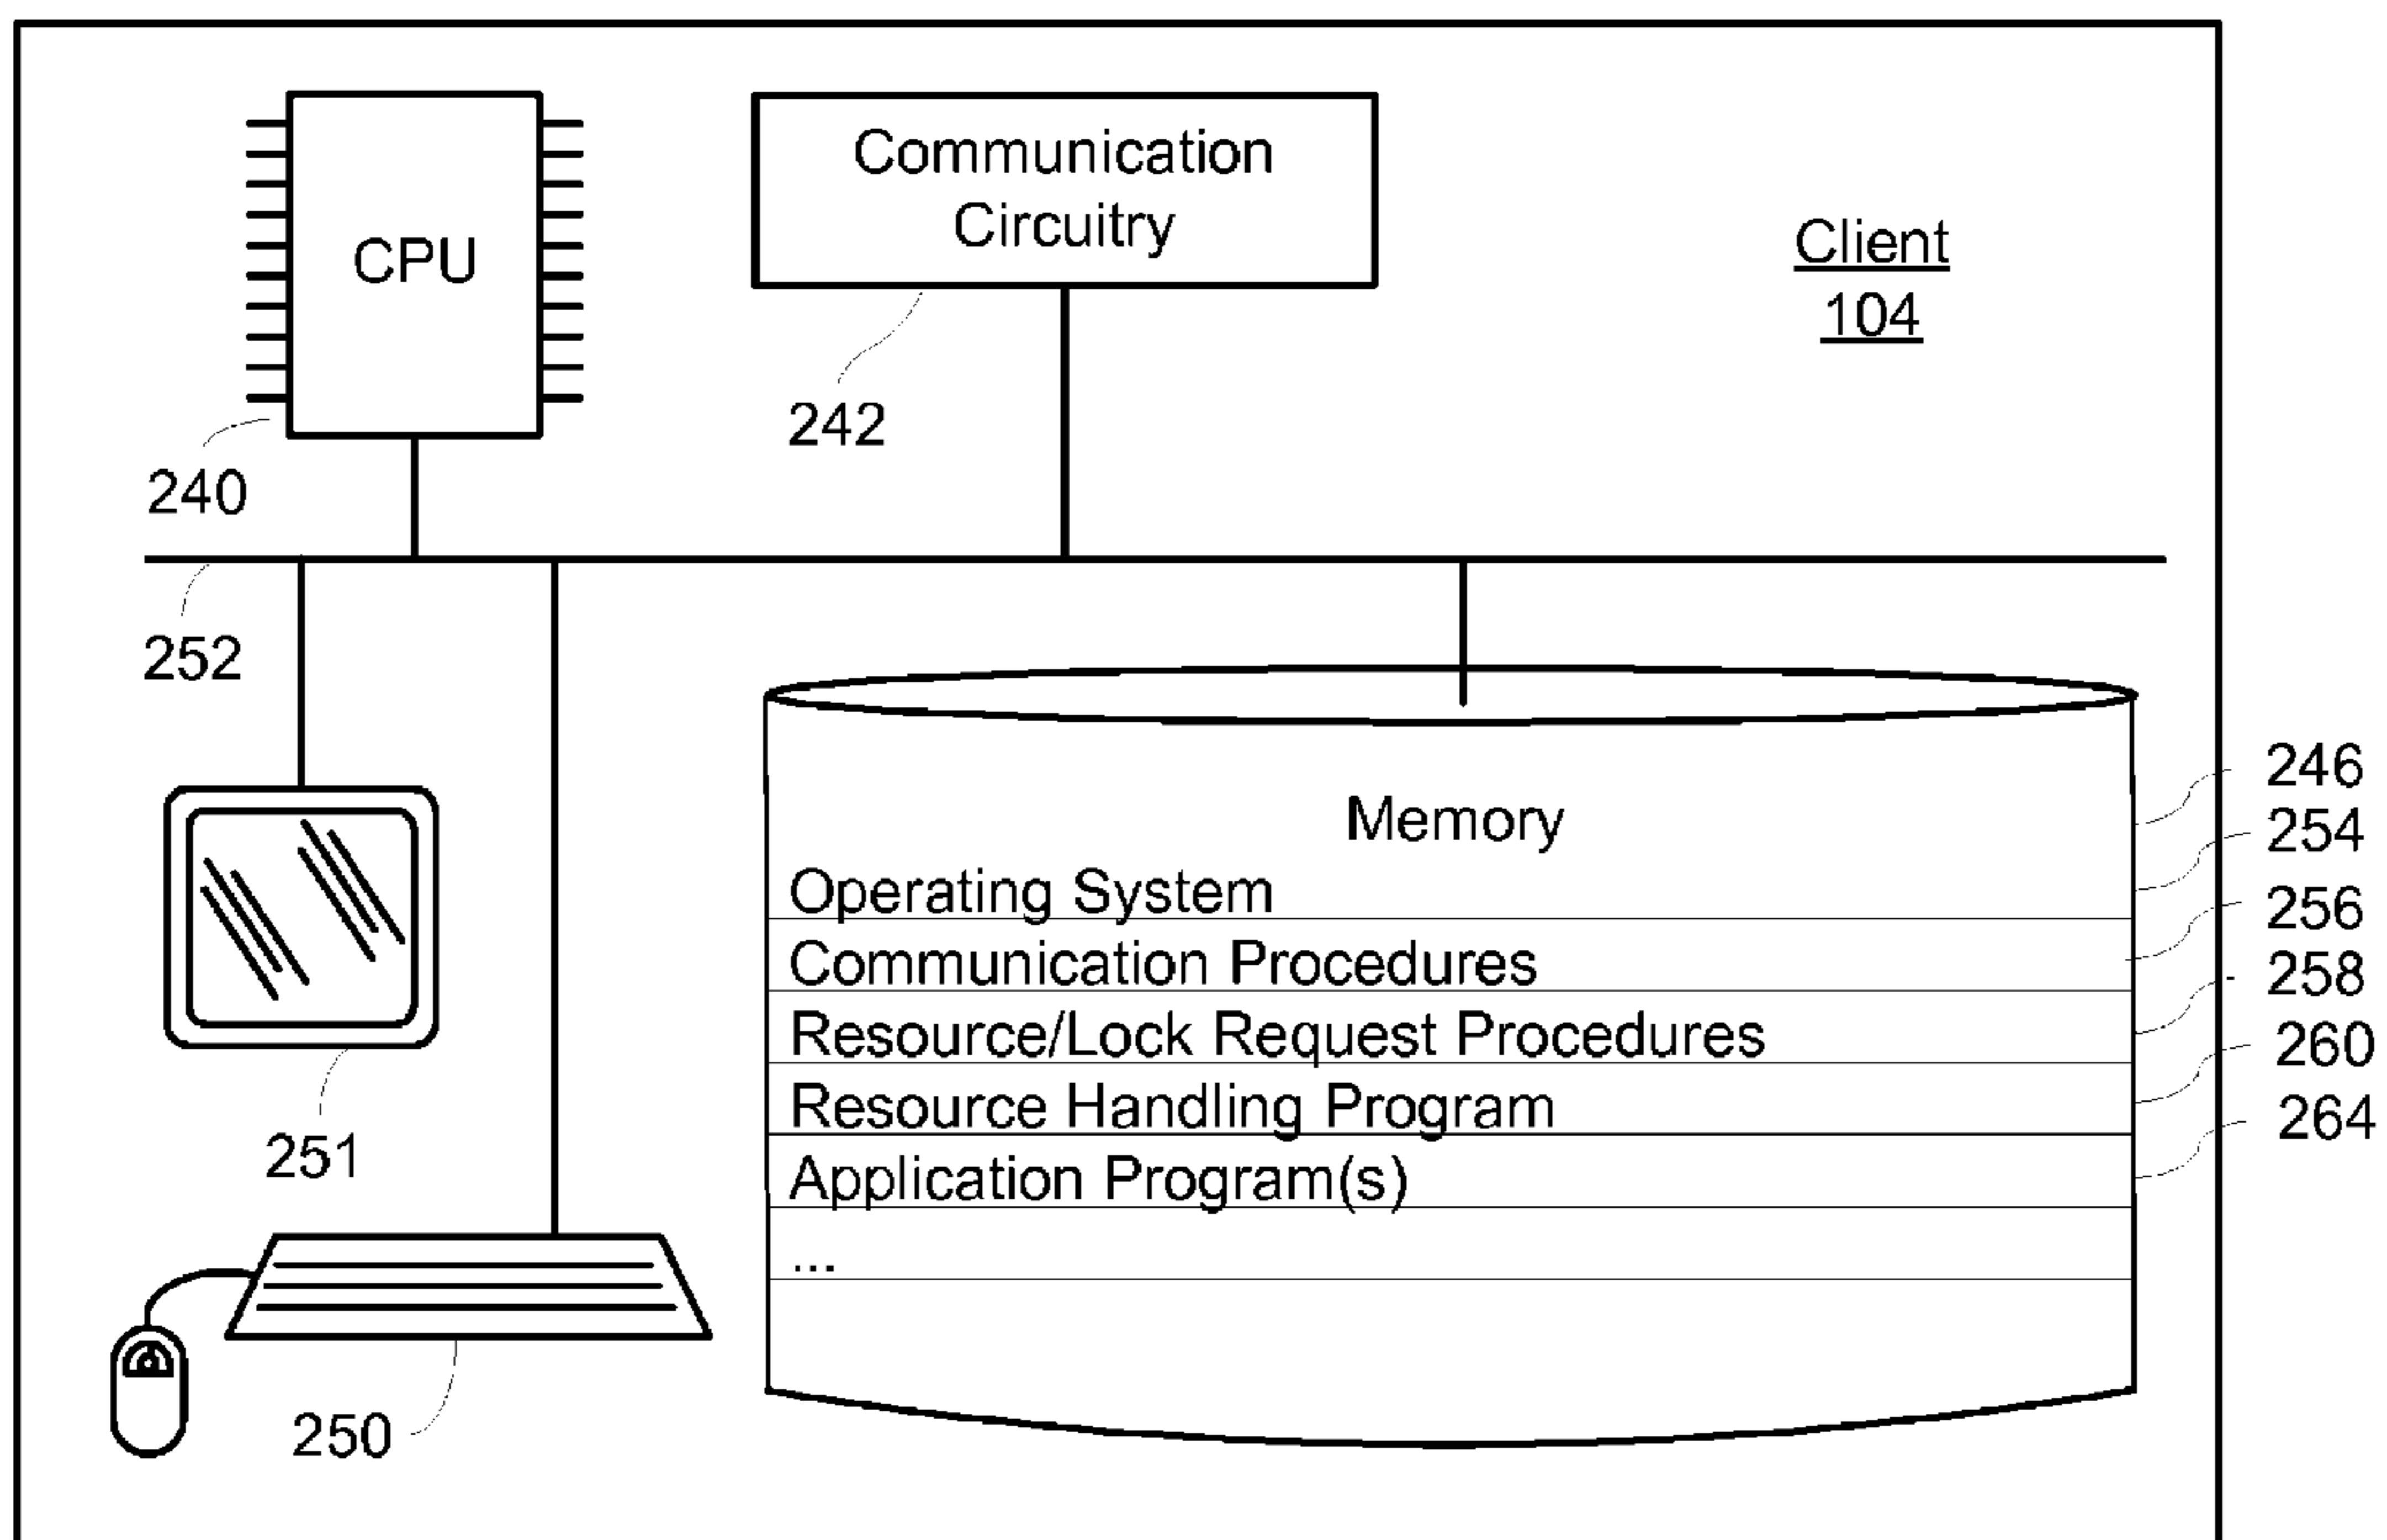 CPU
Communication
Circuitry
Client
104
240
242
252
246
Memory
254
Operating System
256
Communication Procedures
258
Resource/Lock Request Procedures
260
Resource Handling Program
264
Application Program(s)
...
251
250